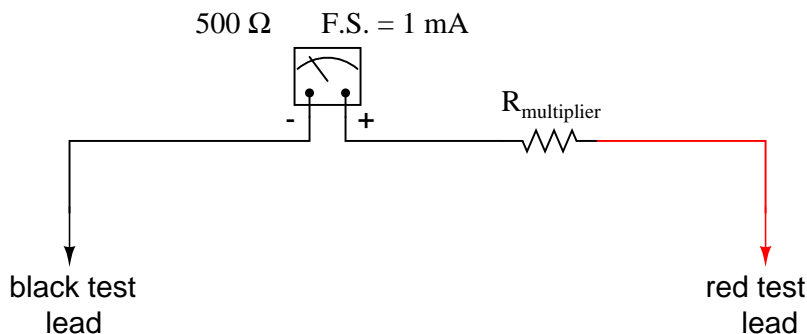 500 Ω F.S. = 1 mA
- +
Rmultiplier
black test
lead
red test
lead